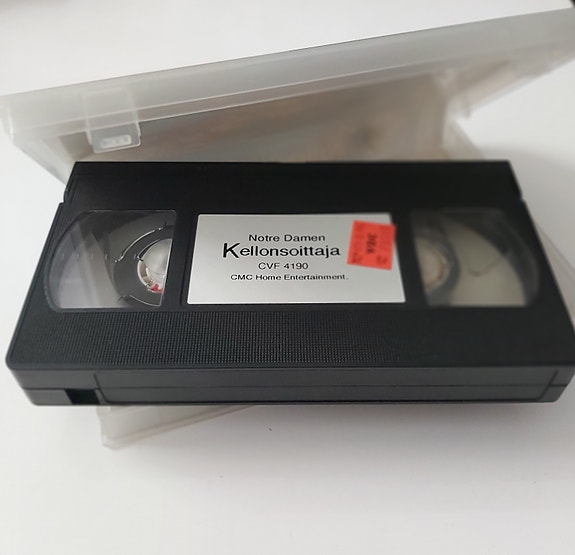 Notre Damen
Kellonsoittaja
CVF 4190
CMC Home Entertainment.